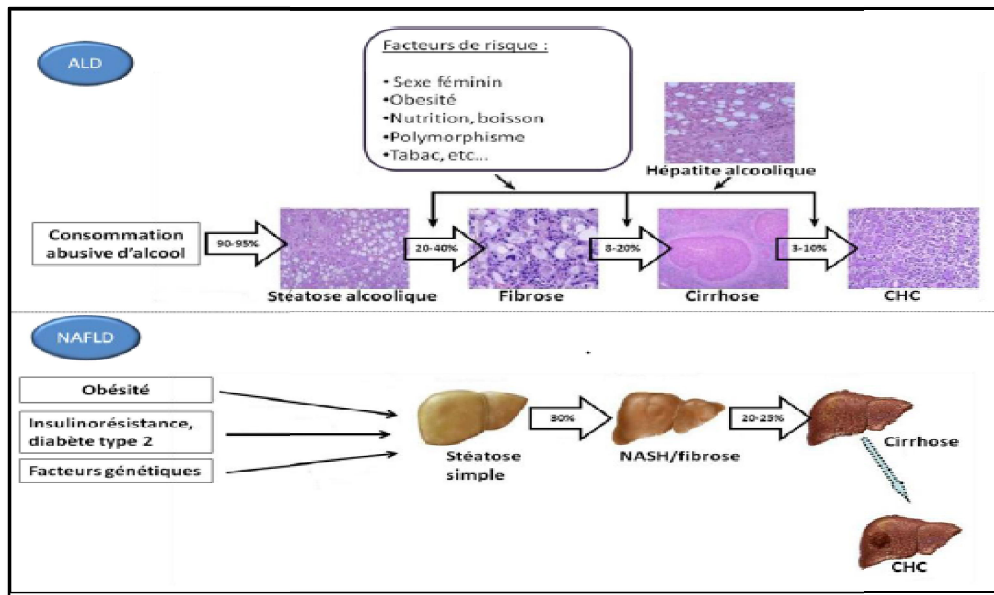 ALD
Facteurs de risque :
•Sexe féminin
•Obesité
•Nutrition, boisson
•Polymorphisme
•Tabac, etc...
Hépatite alcoolique
Consommation
abusive d'alcool
90-95%
20-40%
8-20%
3-10%
Stéatose alcoolique
Fibrose
Cirrhose
CHC
NAFLD
Obésité
Insulinorésistance,
diabète type 2
Facteurs génétiques
30%
20-25%
Stéatose
simple
NASH/fibrose
Cirrhose
CHC